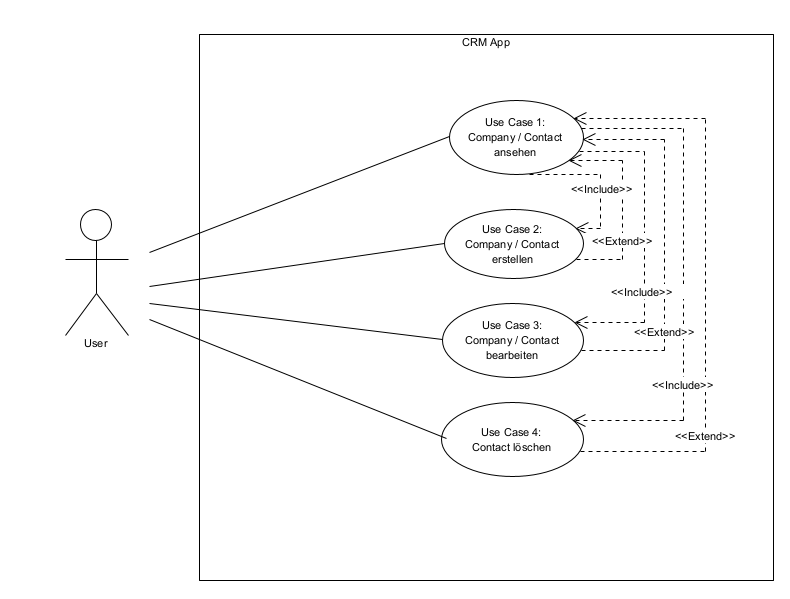 CRM App
Use Case 1:
Company / Contact
ansehen
<<Include>>
Use Case 2:
Company / Contact
erstellen
<<Extend>>
<<Include>>
Use Case 3:
Company / Contact
bearbeiten
<<Extend>>
User
<<Include>>
Use Case 4:
Contact löschen
<<Extend>>